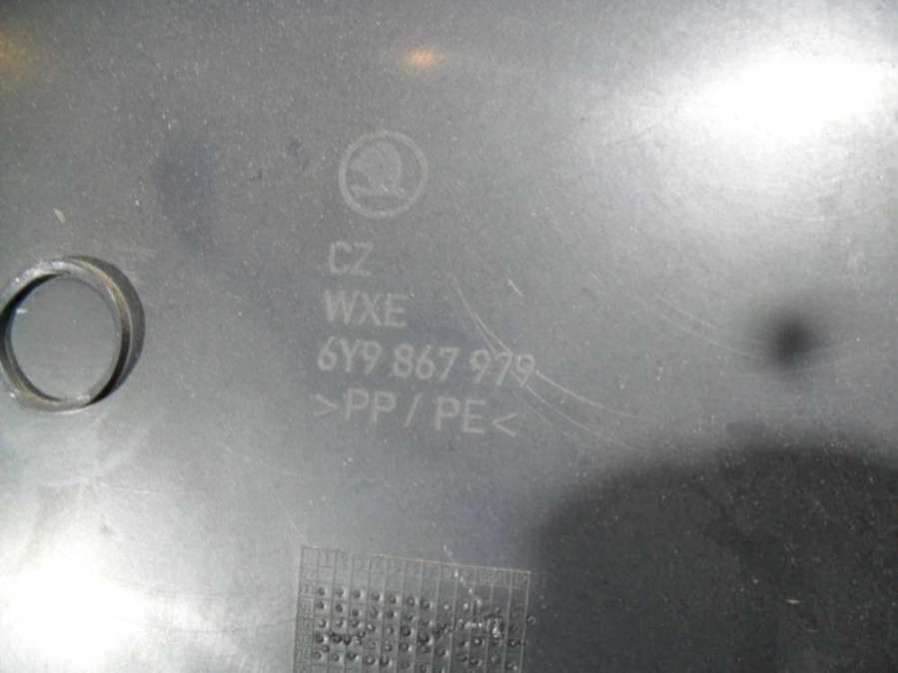 CZ
WXE
6Y9 867 979
>PP / PE<